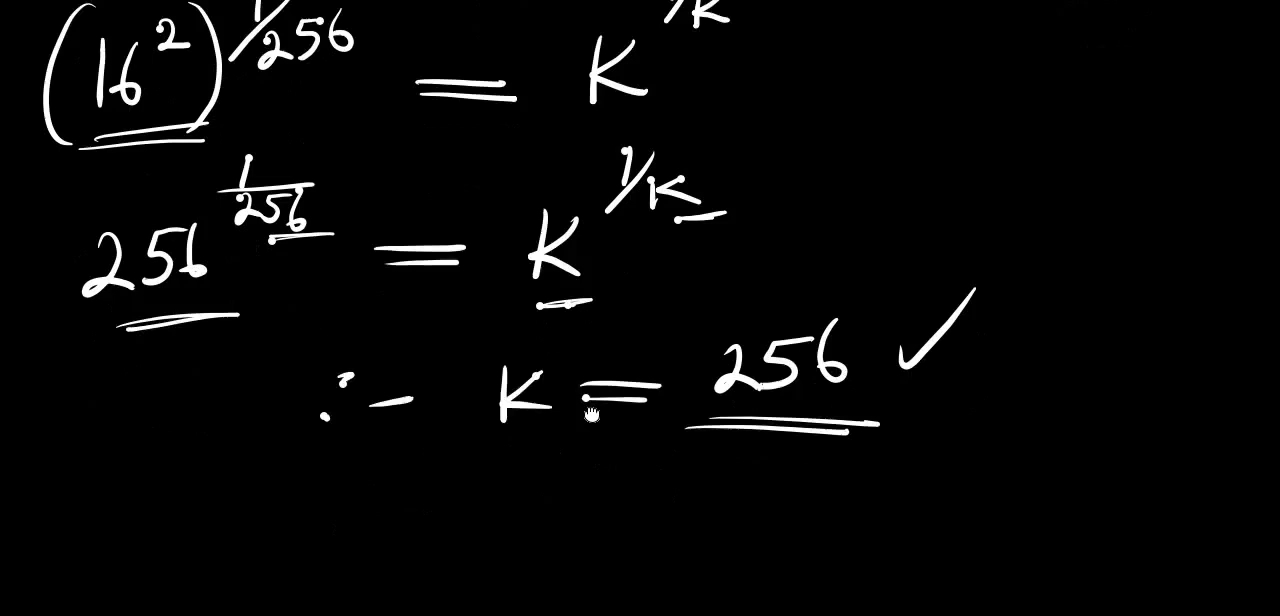 (16²)^1/256 = K^1/K
256^1/256 = K^1/K
∴ K = 256 ✓